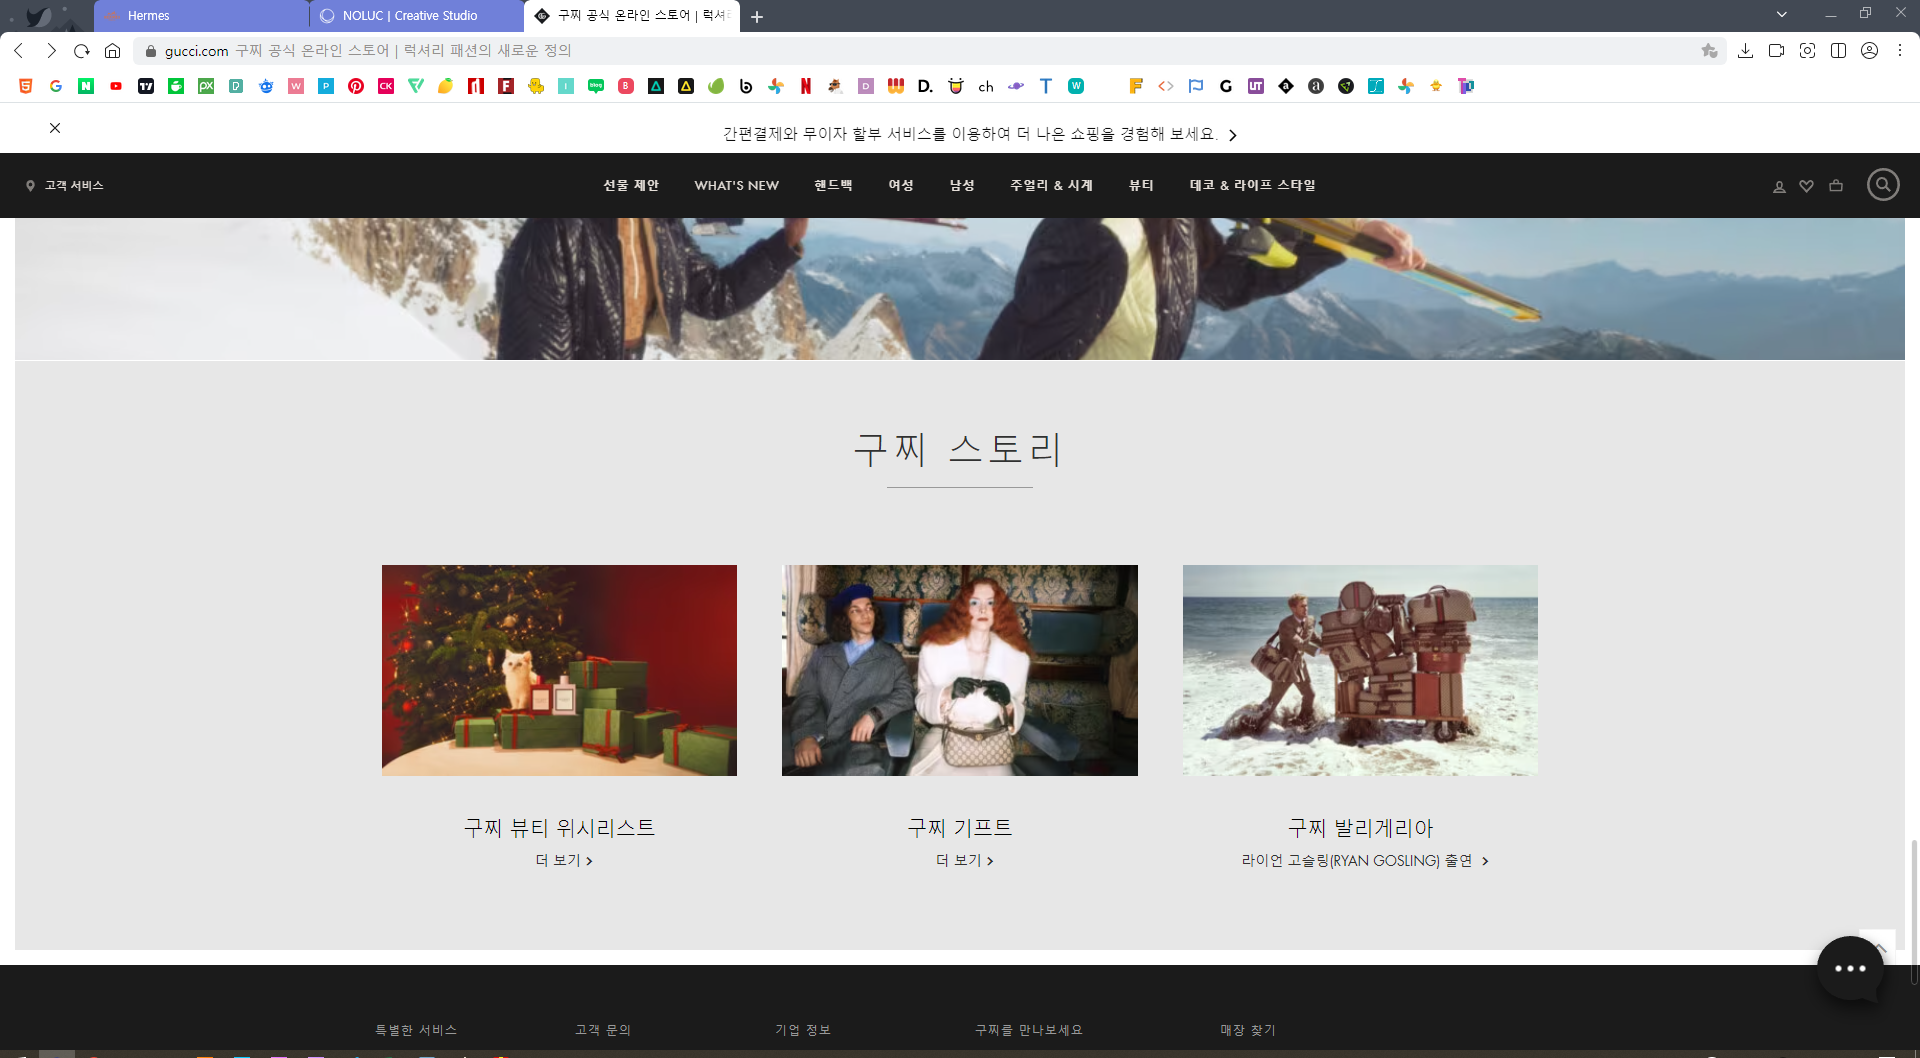 Hermes
NOLUC | Creative Studio
구찌 공식 온라인 스토어 | 럭셔리
gucci.com 구찌 공식 온라인 스토어 | 럭셔리 패션의 새로운 정의
간편결제와 무이자 할부 서비스를 이용하여 더 나은 쇼핑을 경험해 보세요.
고객 서비스
선물 제안
WHAT'S NEW
핸드백
여성
남성
주얼리 & 시계
뷰티
데코 & 라이프 스타일
구찌 스토리
구찌 뷰티 위시리스트
더 보기
구찌 기프트
더 보기
구찌 발리게리아
라이언 고슬링(RYAN GOSLING) 출연
특별한 서비스
고객 문의
기업 정보
구찌를 만나보세요
매장 찾기